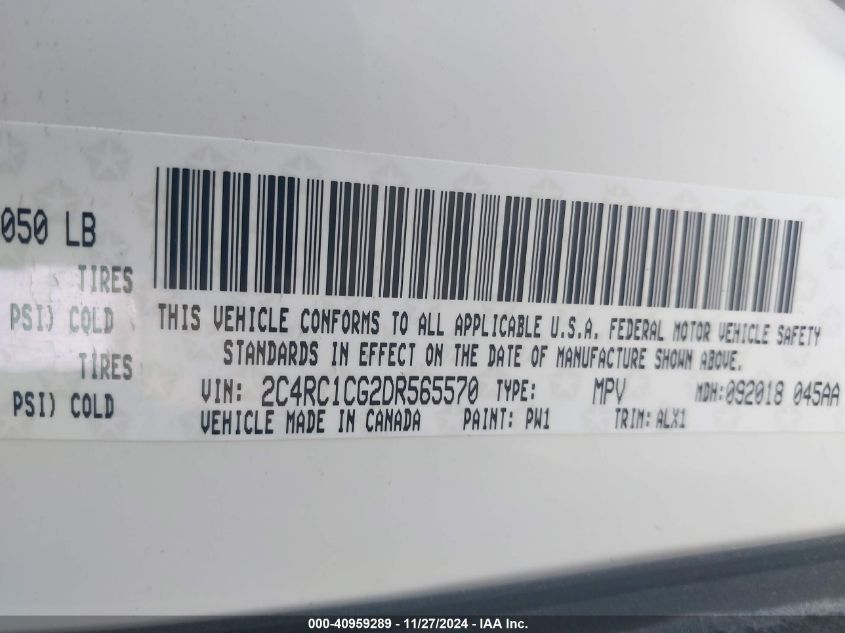 050 LB
TIRES
PSI) COLD
TIRES
PSI) COLD
THIS VEHICLE CONFORMS TO ALL APPLICABLE U.S.A. FEDERAL MOTOR VEHICLE SAFETY
STANDARDS IN EFFECT ON THE DATE OF MANUFACTURE SHOWN ABOVE.
VIN: 2C4RC1CG2DR565570 TYPE: MPV MDH:092018 045AA
VEHICLE MADE IN CANADA PAINT: PW1 TRIM: ALX1
000-40959289 - 11/27/2024 - IAA Inc.